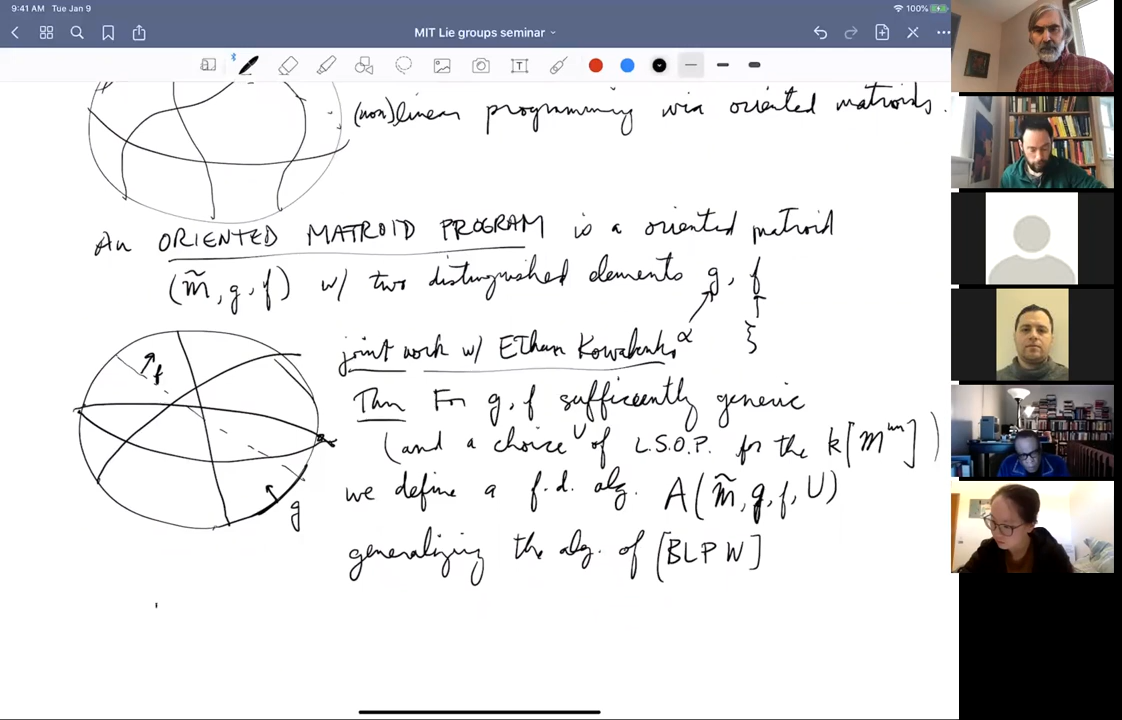 9:41 AM Tue Jan 9
100%
MIT Lie groups seminar
(non)linear programming via oriented matroids.
An ORIENTED MATROID PROGRAM is a oriented matroid
(M̃, g, f) w/ two distinguished elements g, f
α ξ
joint work w/ Ethan Kowalenko
f
Thm For g, f sufficiently generic
(and a choice U of L.S.O.P. for the k[Mᵘⁿ])
we define a f.d. alg. A(M̃, g, f, U)
g
generalizing the alg. of [BLPW]